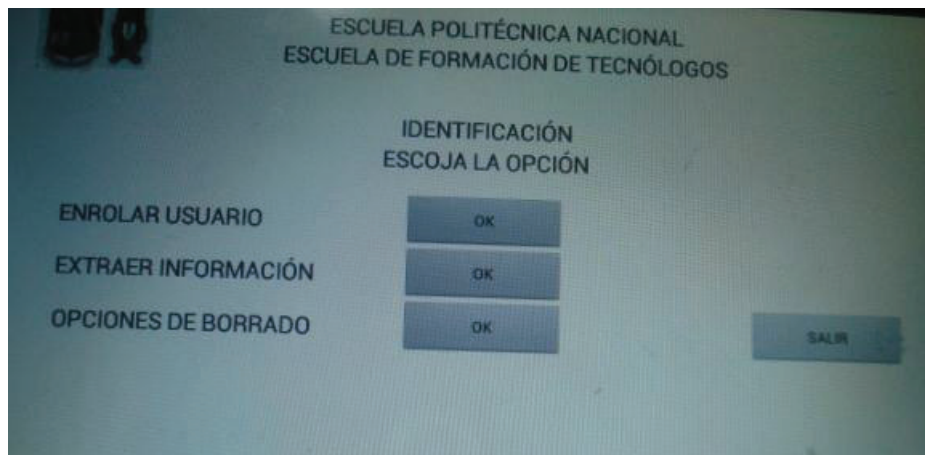 ESCUELA POLITÉCNICA NACIONAL
ESCUELA DE FORMACIÓN DE TECNÓLOGOS
IDENTIFICACIÓN
ESCOJA LA OPCIÓN
ENROLAR USUARIO OK
EXTRAER INFORMACIÓN OK
OPCIONES DE BORRADO OK
SALIR